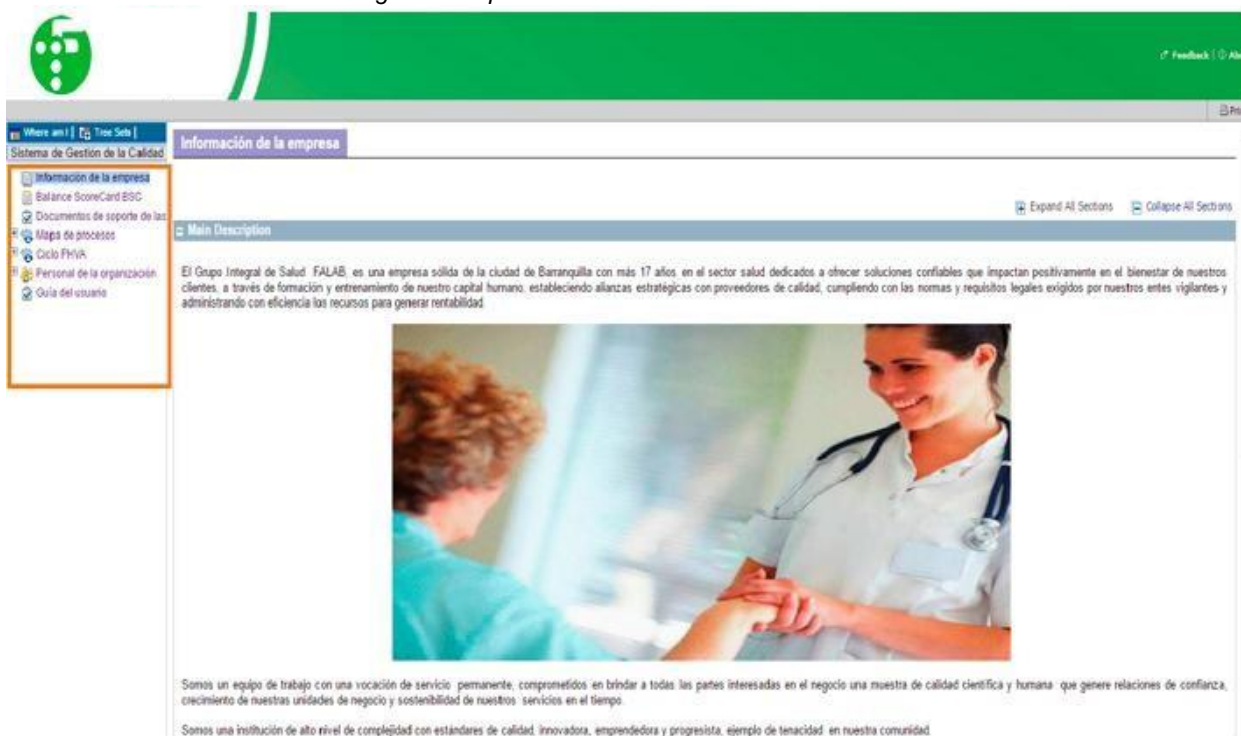 Feedback
Where am I | Tree Sets |
Sistema de Gestión de la Calidad
Información de la empresa
Balance ScoreCard BSC
Documentos de soporte de las
Mapa de procesos
Ciclo PHVA
Personal de la organización
Guía del usuario
Información de la empresa
Expand All Sections Collapse All Sections
Main Description
El Grupo Integral de Salud FALAB, es una empresa sólida de la ciudad de Barranquilla con más 17 años en el sector salud dedicados a ofrecer soluciones confiables que impactan positivamente en el bienestar de nuestros
clientes, a través de formación y entrenamiento de nuestro capital humano, estableciendo alianzas estratégicas con proveedores de calidad, cumpliendo con las normas y requisitos legales exigidos por nuestros entes vigilantes y
administrando con eficiencia los recursos para generar rentabilidad.
Somos un equipo de trabajo con una vocación de servicio permanente, comprometidos en brindar a todas las partes interesadas en el negocio una muestra de calidad científica y humana que genere relaciones de confianza,
crecimiento de nuestras unidades de negocio y sostenibilidad de nuestros servicios en el tiempo.
Somos una institución de alto nivel de complejidad con estándares de calidad, innovadora, emprendedora y progresista, ejemplo de tenacidad en nuestra comunidad.